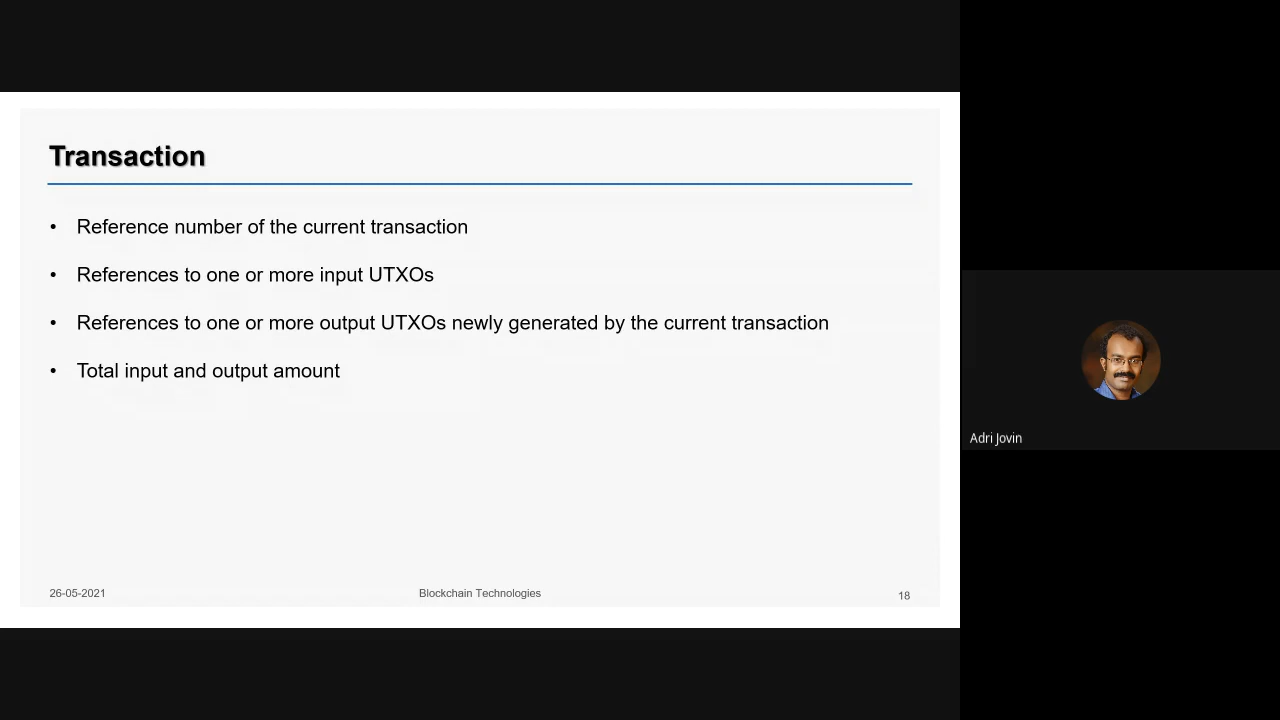 Transaction
• Reference number of the current transaction
• References to one or more input UTXOs
• References to one or more output UTXOs newly generated by the current transaction
• Total input and output amount
26-05-2021
Blockchain Technologies
18
Adri Jovin